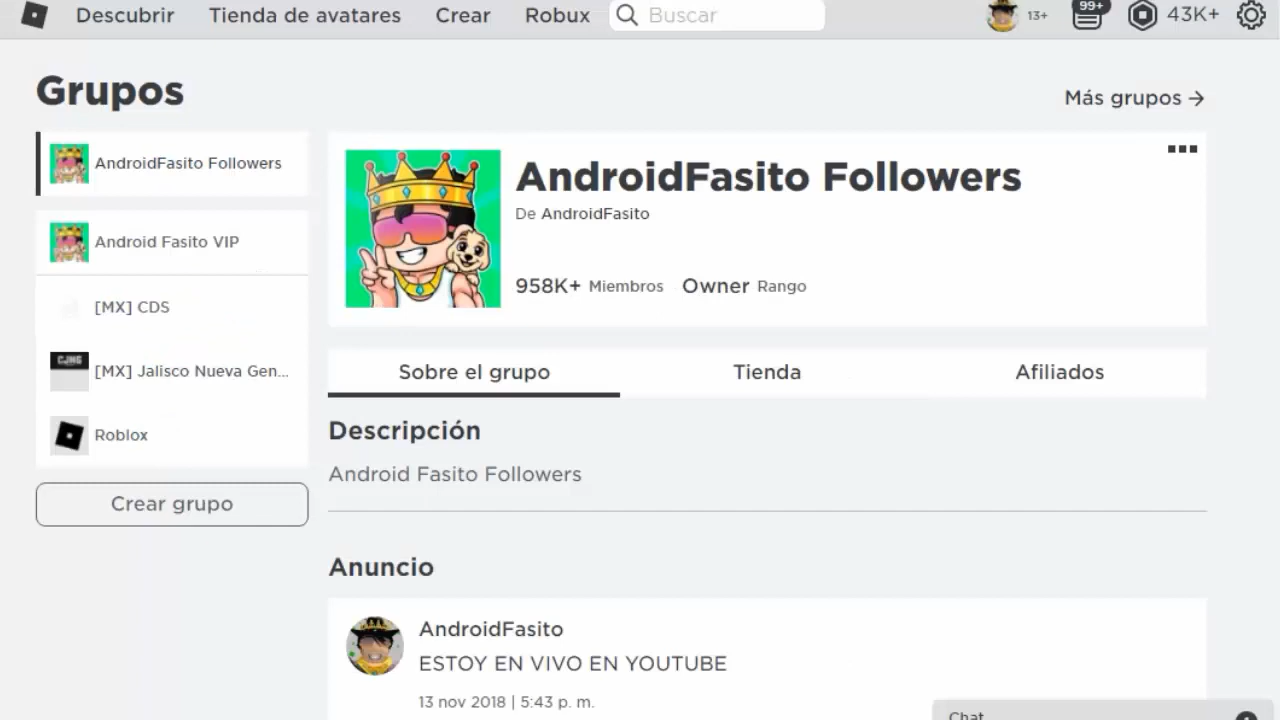 Descubrir Tienda de avatares Crear Robux Buscar 13+ 99+ 43K+
Grupos
Más grupos →
AndroidFasito Followers
Android Fasito VIP
[MX] CDS
CJNG
[MX] Jalisco Nueva Gen...
Roblox
Crear grupo
AndroidFasito Followers
De AndroidFasito
958K+ Miembros Owner Rango
Sobre el grupo Tienda Afiliados
Descripción
Android Fasito Followers
Anuncio
AndroidFasito
ESTOY EN VIVO EN YOUTUBE
13 nov 2018 | 5:43 p. m.
Chat